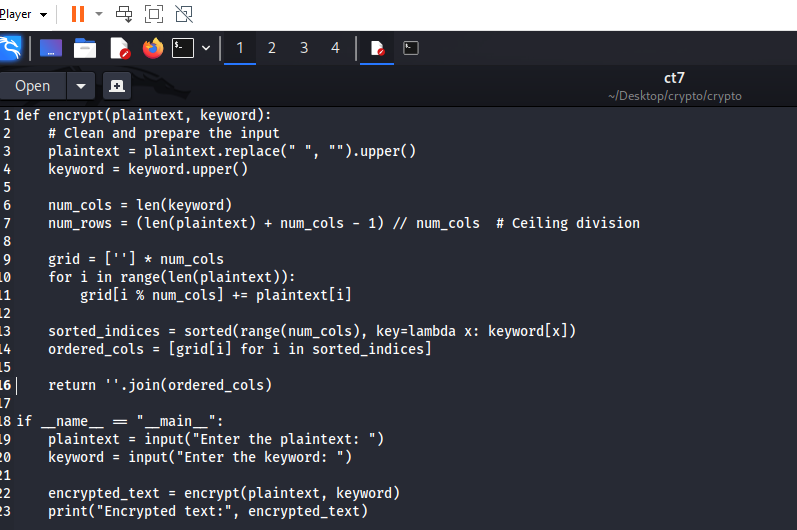 Player
1 2 3 4
Open
ct7
~/Desktop/crypto/crypto
1 def encrypt(plaintext, keyword):
2     # Clean and prepare the input
3     plaintext = plaintext.replace(" ", "").upper()
4     keyword = keyword.upper()
5
6     num_cols = len(keyword)
7     num_rows = (len(plaintext) + num_cols - 1) // num_cols  # Ceiling division
8
9     grid = [''] * num_cols
10     for i in range(len(plaintext)):
11         grid[i % num_cols] += plaintext[i]
12
13     sorted_indices = sorted(range(num_cols), key=lambda x: keyword[x])
14     ordered_cols = [grid[i] for i in sorted_indices]
15
16     return ''.join(ordered_cols)
17
18 if __name__ == "__main__":
19     plaintext = input("Enter the plaintext: ")
20     keyword = input("Enter the keyword: ")
21
22     encrypted_text = encrypt(plaintext, keyword)
23     print("Encrypted text:", encrypted_text)